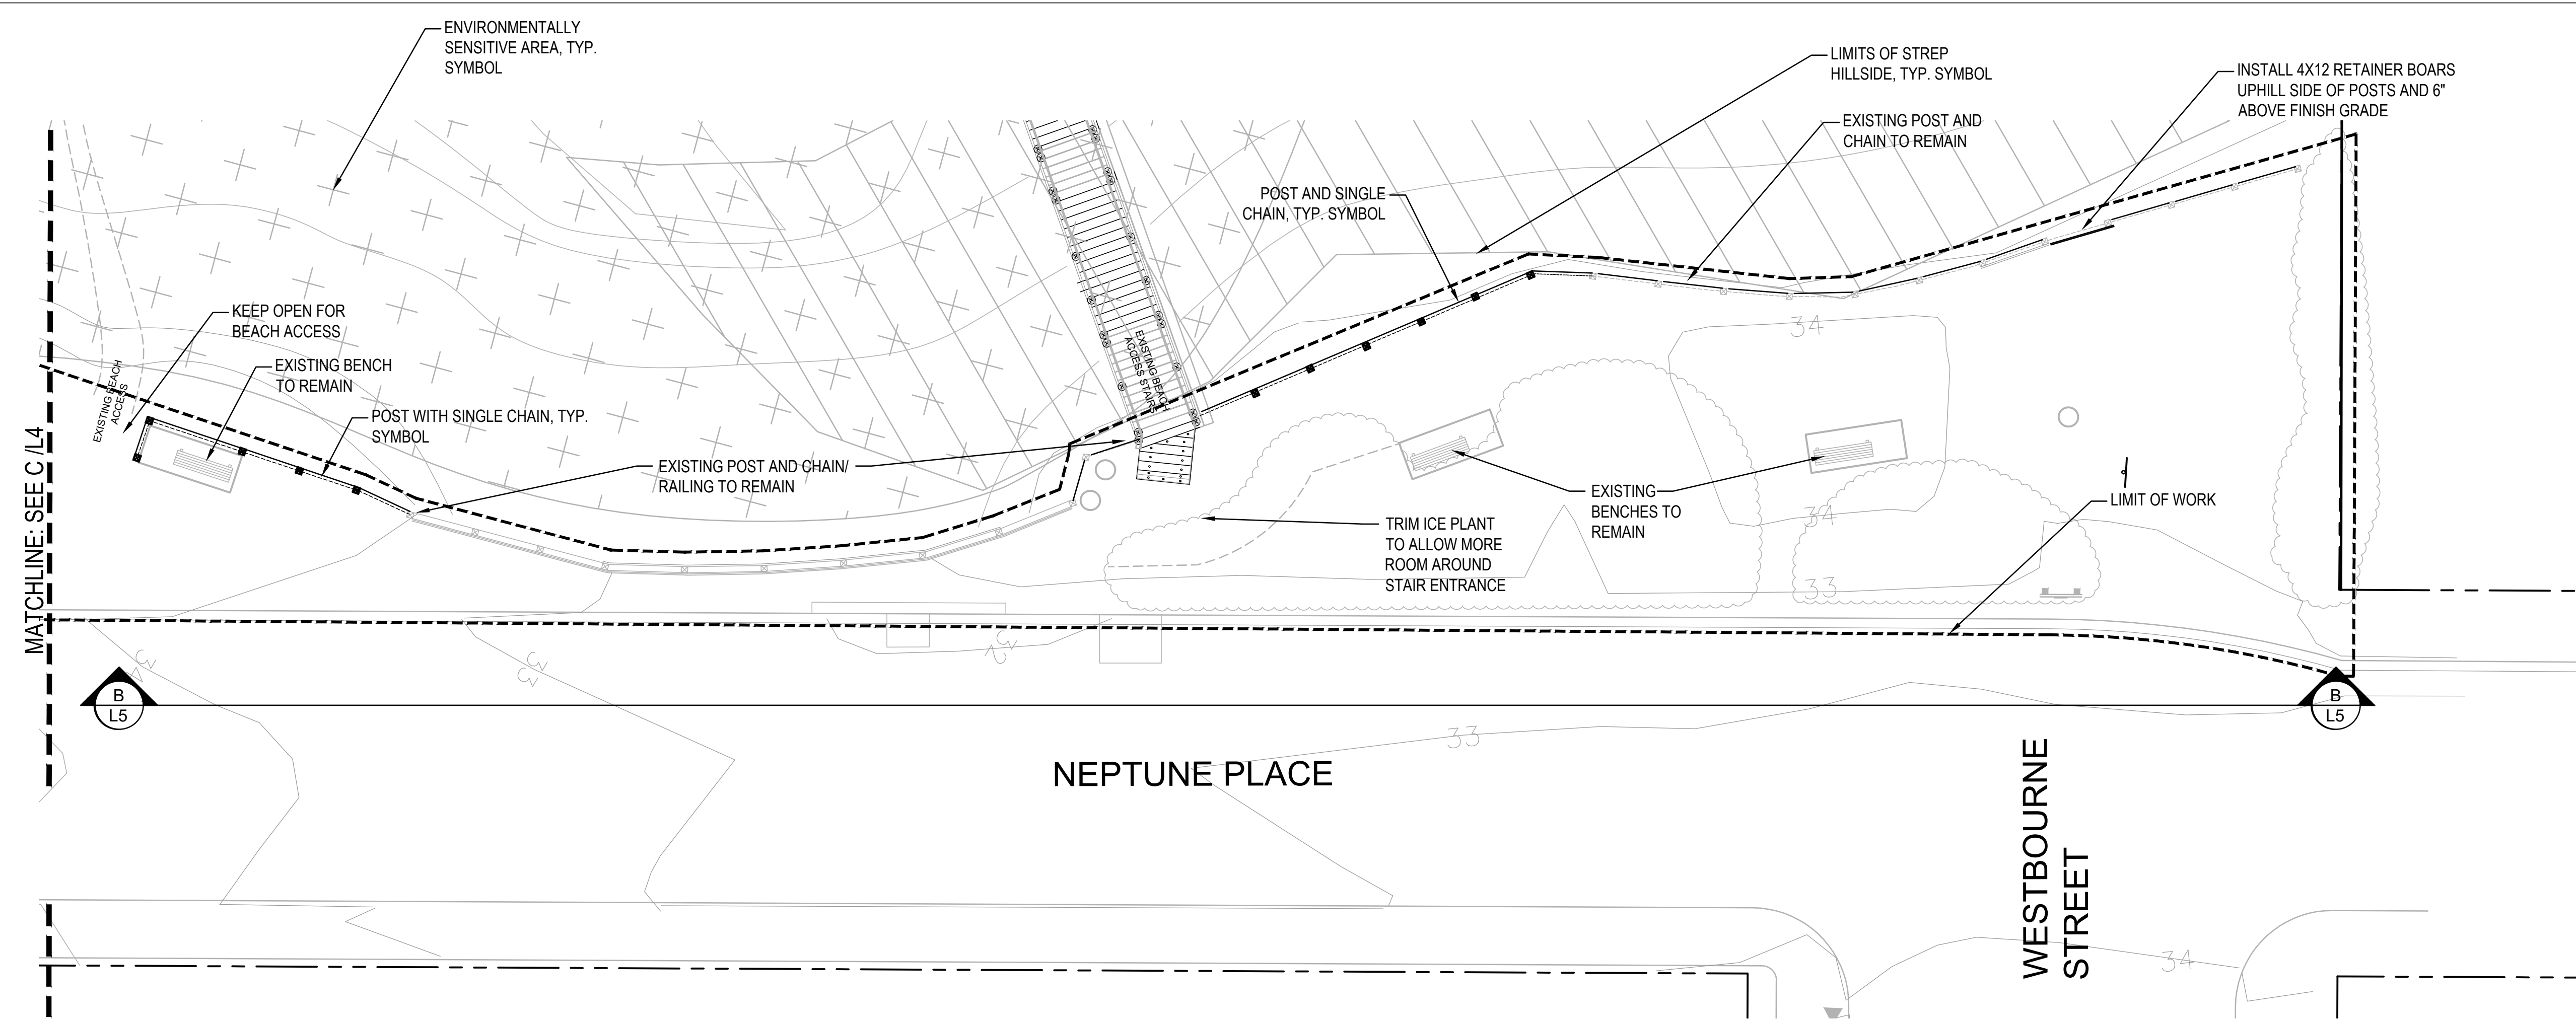 ENVIRONMENTALLY
SENSITIVE AREA, TYP.
SYMBOL
LIMITS OF STREP
HILLSIDE, TYP. SYMBOL
INSTALL 4X12 RETAINER BOARS
UPHILL SIDE OF POSTS AND 6"
ABOVE FINISH GRADE
EXISTING POST AND
CHAIN TO REMAIN
POST AND SINGLE
CHAIN, TYP. SYMBOL
KEEP OPEN FOR
BEACH ACCESS
EXISTING BENCH
TO REMAIN
EXISTING BEACH
ACCESS
POST WITH SINGLE CHAIN, TYP.
SYMBOL
EXISTING BEACH
ACCESS STAIRS
EXISTING POST AND CHAIN/
RAILING TO REMAIN
EXISTING
BENCHES TO
REMAIN
TRIM ICE PLANT
TO ALLOW MORE
ROOM AROUND
STAIR ENTRANCE
LIMIT OF WORK
MATCHLINE: SEE C /L4
34
34
33
33
32
33
34
B
L5
B
L5
NEPTUNE PLACE
WESTBOURNE
STREET